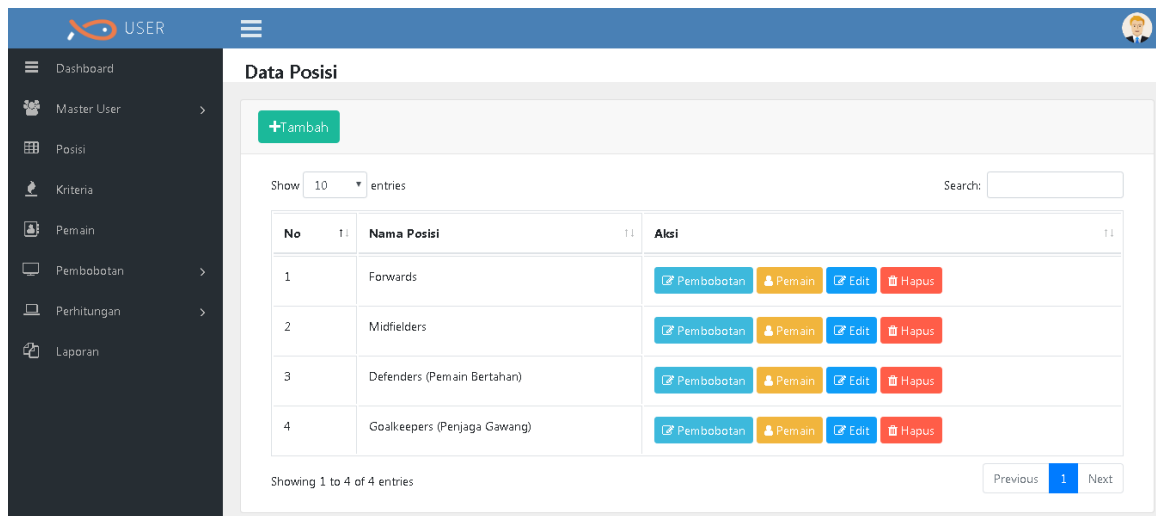 USER
Dashboard
Master User
Posisi
Kriteria
Pemain
Pembobotan
Perhitungan
Laporan
Data Posisi
+Tambah
Show 10 entries
Search:
No Nama Posisi Aksi
1 Forwards Pembobotan Pemain Edit Hapus
2 Midfielders Pembobotan Pemain Edit Hapus
3 Defenders (Pemain Bertahan) Pembobotan Pemain Edit Hapus
4 Goalkeepers (Penjaga Gawang) Pembobotan Pemain Edit Hapus
Showing 1 to 4 of 4 entries
Previous 1 Next